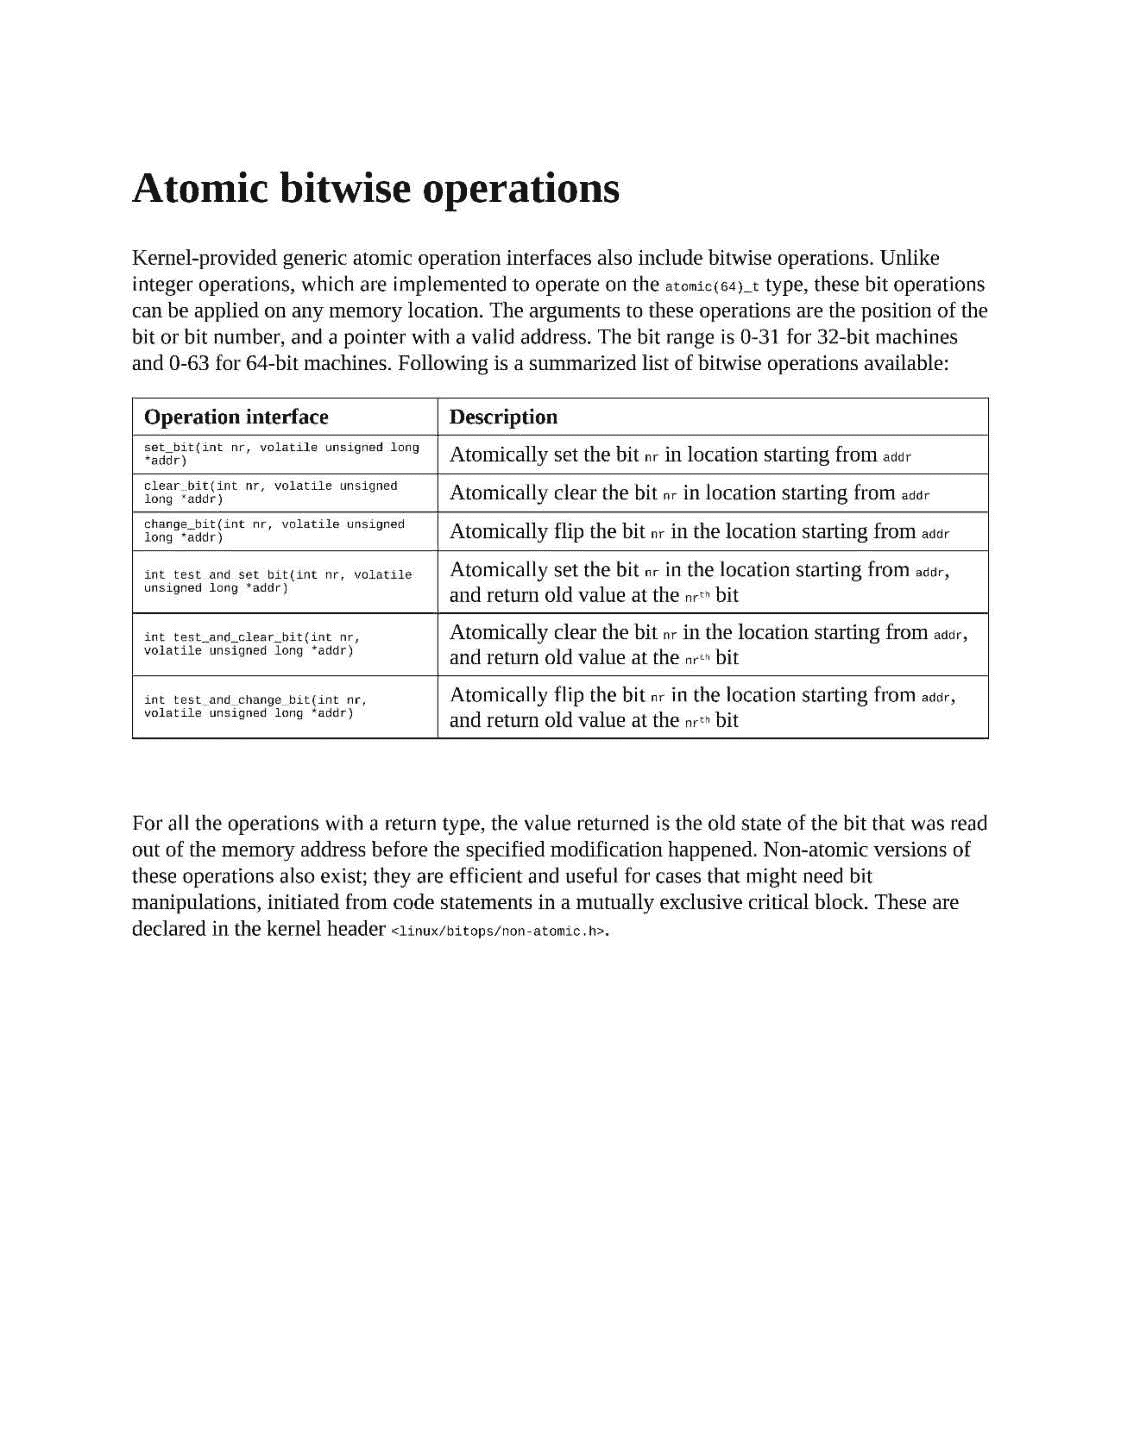 Atomic bitwise operations
Kernel-provided generic atomic operation interfaces also include bitwise operations. Unlike
integer operations, which are implemented to operate on the atomic(64)_t type, these bit operations
can be applied on any memory location. The arguments to these operations are the position of the
bit or bit number, and a pointer with a valid address. The bit range is 0-31 for 32-bit machines
and 0-63 for 64-bit machines. Following is a summarized list of bitwise operations available:
Operation interface
Description
set_bit(int nr, volatile unsigned long
*addr)
Atomically set the bit nr in location starting from addr
clear_bit(int nr, volatile unsigned
long *addr)
Atomically clear the bit nr in location starting from addr
change_bit(int nr, volatile unsigned
long *addr)
Atomically flip the bit nr in the location starting from addr
int test_and_set_bit(int nr, volatile
unsigned long *addr)
Atomically set the bit nr in the location starting from addr,
and return old value at the nrᵗʰ bit
int test_and_clear_bit(int nr,
volatile unsigned long *addr)
Atomically clear the bit nr in the location starting from addr,
and return old value at the nrᵗʰ bit
int test_and_change_bit(int nr,
volatile unsigned long *addr)
Atomically flip the bit nr in the location starting from addr,
and return old value at the nrᵗʰ bit
For all the operations with a return type, the value returned is the old state of the bit that was read
out of the memory address before the specified modification happened. Non-atomic versions of
these operations also exist; they are efficient and useful for cases that might need bit
manipulations, initiated from code statements in a mutually exclusive critical block. These are
declared in the kernel header <linux/bitops/non-atomic.h>.